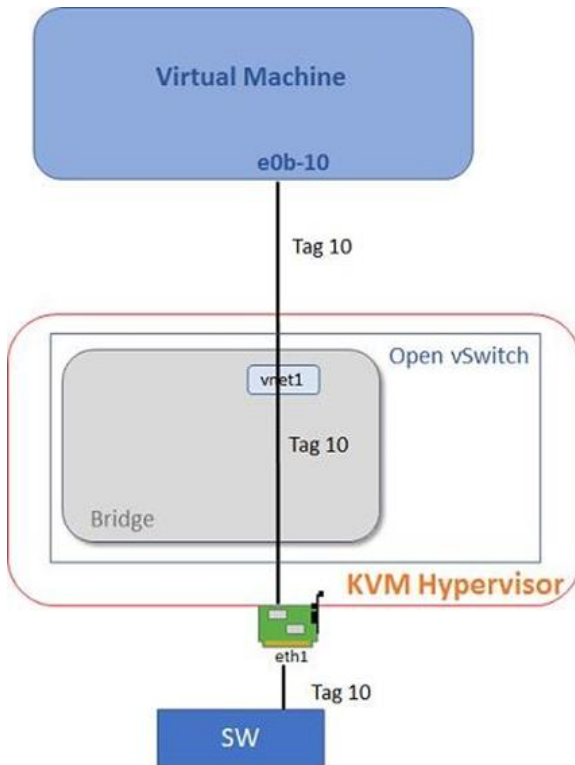 Virtual Machine
e0b-10
Tag 10
Open vSwitch
vnet1
Tag 10
Bridge
KVM Hypervisor
eth1
Tag 10
SW